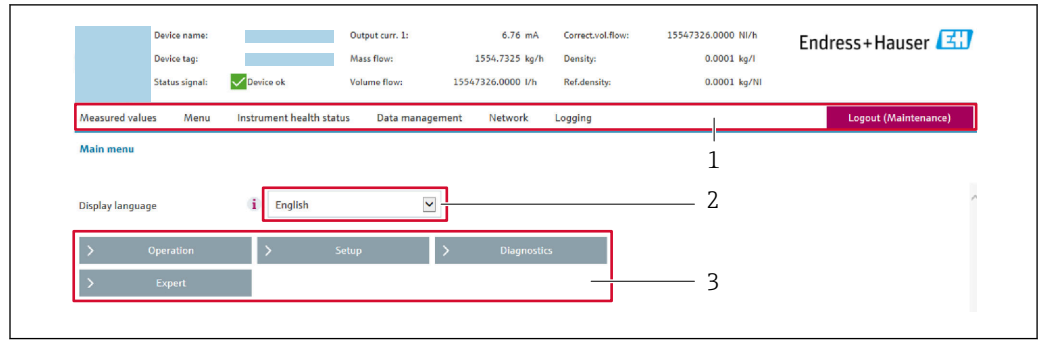 Device name: Output curr. 1: 6.76 mA Correct.vol.flow: 15547326.0000 Nl/h
Endress+Hauser EH
Device tag: Mass flow: 1554.7325 kg/h Density: 0.0001 kg/l
Status signal: Device ok Volume flow: 15547326.0000 l/h Ref.density: 0.0001 kg/Nl
Measured values Menu Instrument health status Data management Network Logging Logout (Maintenance)
1
Main menu
Display language i English 2
> Operation > Setup > Diagnostics
> Expert 3